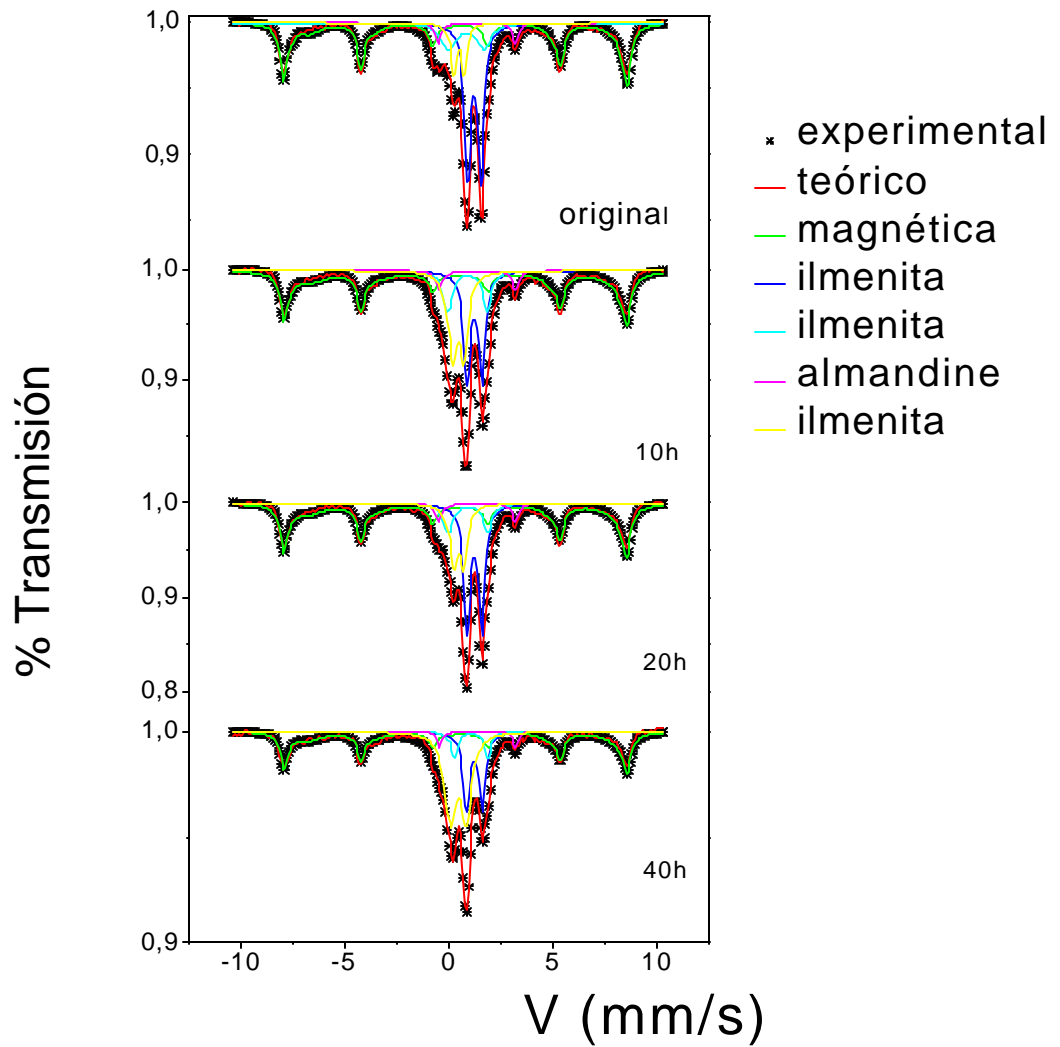 1,0
0,9
original
1,0
0,9
10h
1,0
0,9
0,8
20h
1,0
0,9
40h
-10 -5 0 5 10
% Transmisión
V (mm/s)
experimental
teórico
magnética
ilmenita
ilmenita
almandine
ilmenita